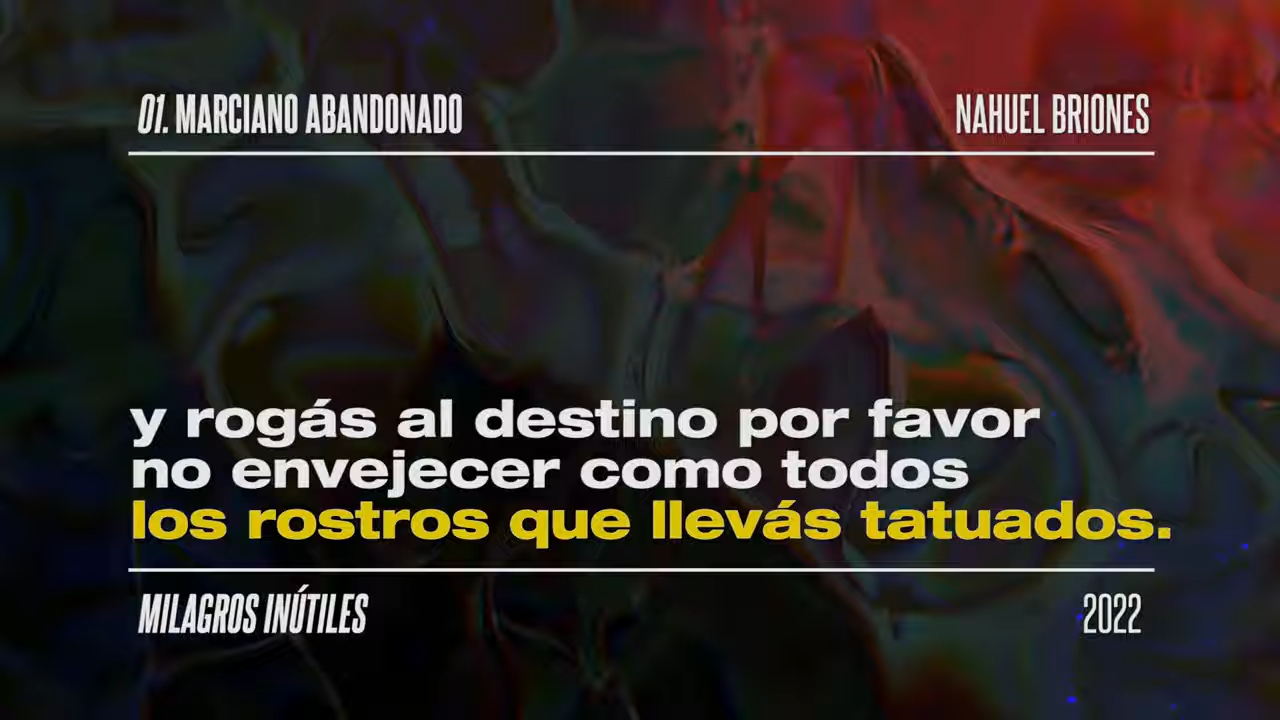 01. MARCIANO ABANDONADO
NAHUEL BRIONES
y rogás al destino por favor
no envejecer como todos
los rostros que llevás tatuados.
MILAGROS INÚTILES
2022